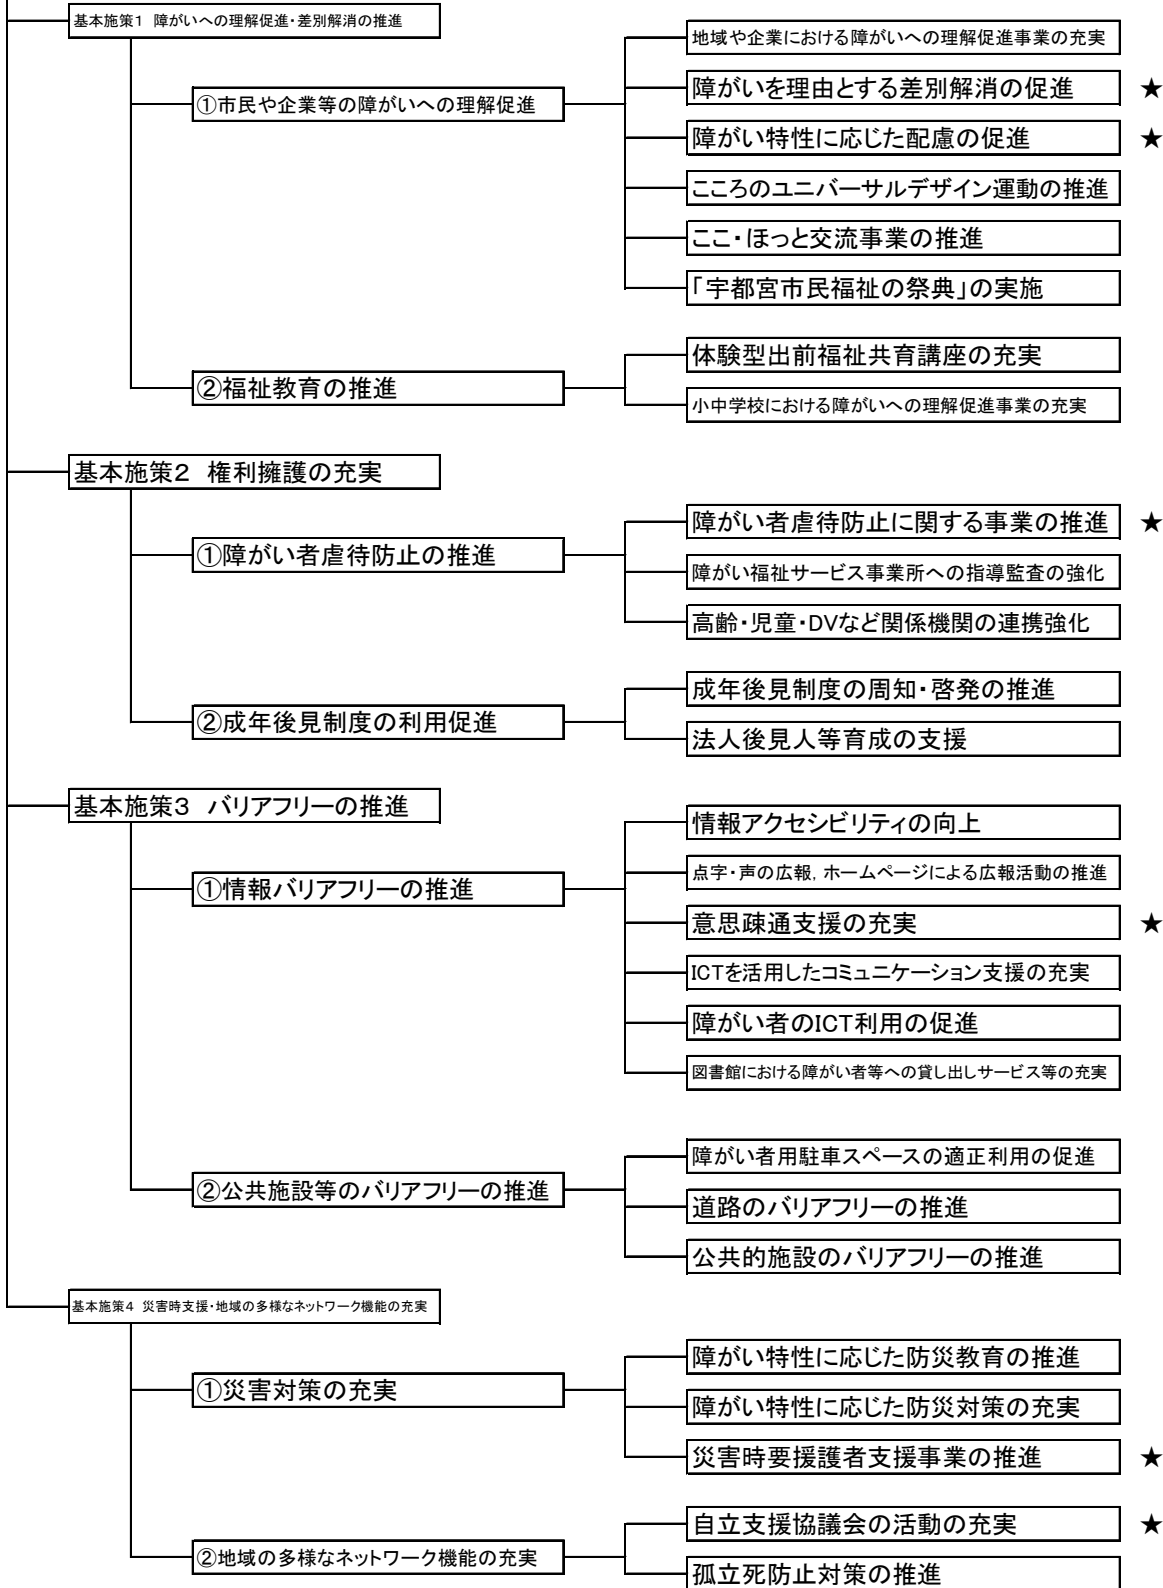 基本施策1 障がいへの理解促進・差別解消の推進
①市民や企業等の障がいへの理解促進
地域や企業における障がいへの理解促進事業の充実
障がいを理由とする差別解消の促進 ★
障がい特性に応じた配慮の促進 ★
こころのユニバーサルデザイン運動の推進
ここ・ほっと交流事業の推進
「宇都宮市民福祉の祭典」の実施
②福祉教育の推進
体験型出前福祉共育講座の充実
小中学校における障がいへの理解促進事業の充実
基本施策2 権利擁護の充実
①障がい者虐待防止の推進
障がい者虐待防止に関する事業の推進 ★
障がい福祉サービス事業所への指導監査の強化
高齢・児童・DVなど関係機関の連携強化
②成年後見制度の利用促進
成年後見制度の周知・啓発の推進
法人後見人等育成の支援
基本施策3 バリアフリーの推進
①情報バリアフリーの推進
情報アクセシビリティの向上
点字・声の広報,ホームページによる広報活動の推進
意思疎通支援の充実 ★
ICTを活用したコミュニケーション支援の充実
障がい者のICT利用の促進
図書館における障がい者等への貸し出しサービス等の充実
②公共施設等のバリアフリーの推進
障がい者用駐車スペースの適正利用の促進
道路のバリアフリーの推進
公共的施設のバリアフリーの推進
基本施策4 災害時支援・地域の多様なネットワーク機能の充実
①災害対策の充実
障がい特性に応じた防災教育の推進
障がい特性に応じた防災対策の充実
災害時要援護者支援事業の推進 ★
②地域の多様なネットワーク機能の充実
自立支援協議会の活動の充実 ★
孤立死防止対策の推進